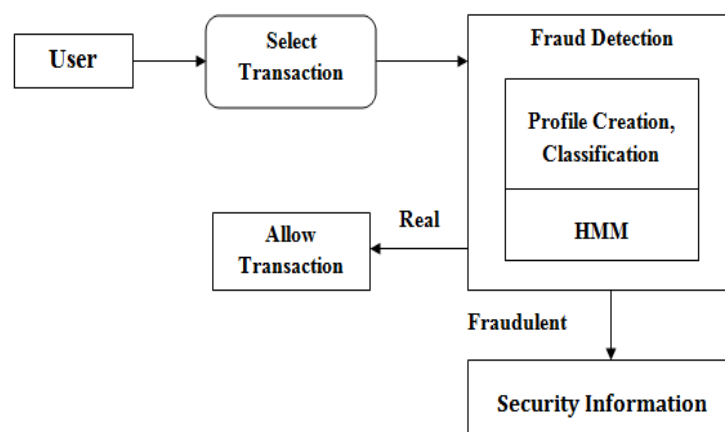 User
Select
Transaction
Fraud Detection
Profile Creation,
Classification
HMM
Real
Allow
Transaction
Fraudulent
Security Information